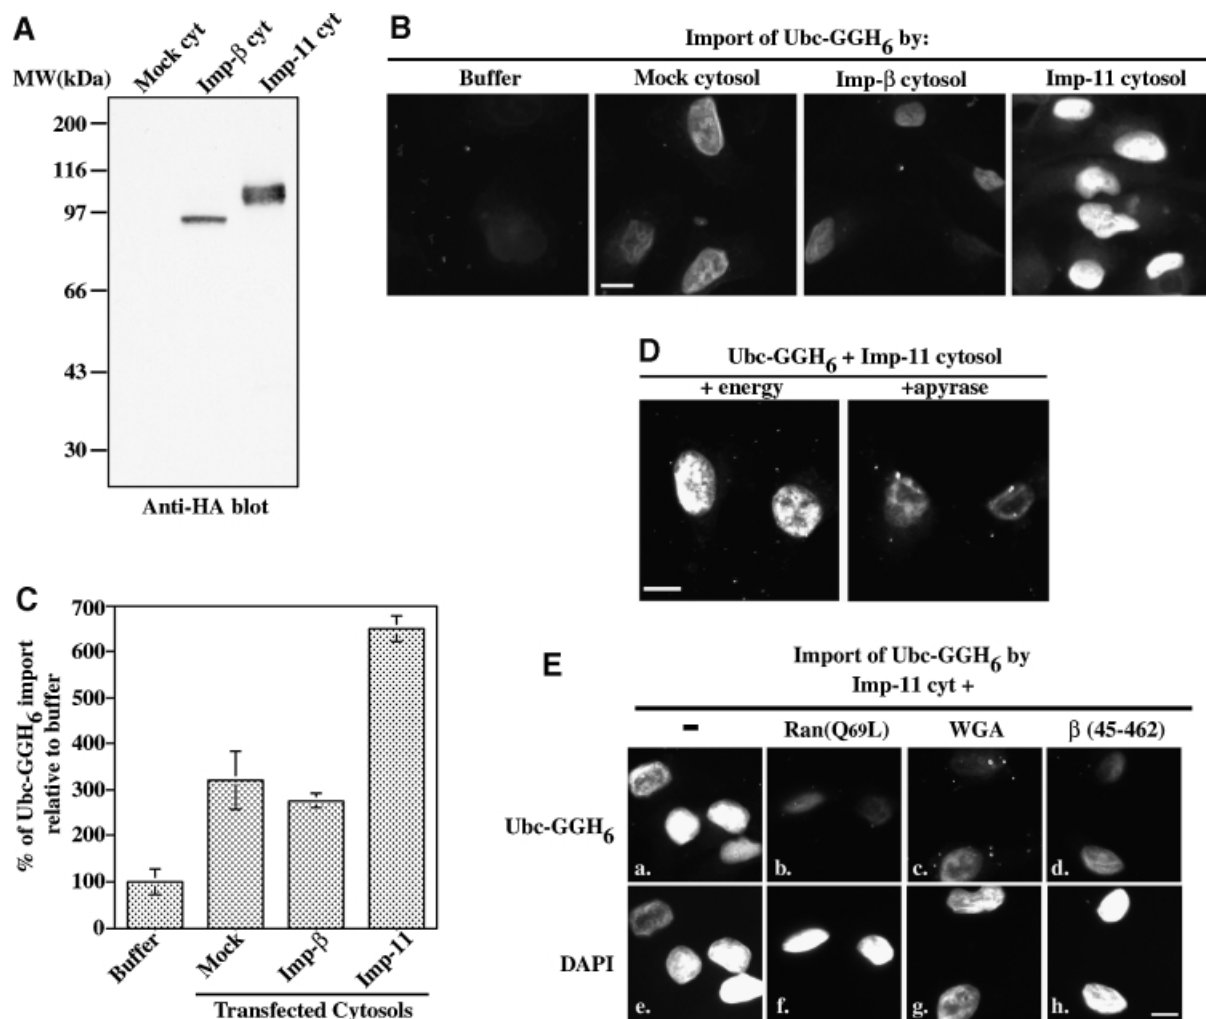 A
Mock cyt
Imp-β cyt
Imp-11 cyt
MW(kDa)
200
116
97
66
43
30
Anti-HA blot
B
Import of Ubc-GGH6 by:
Buffer
Mock cytosol
Imp-β cytosol
Imp-11 cytosol
D
Ubc-GGH6 + Imp-11 cytosol
+ energy
+apyrase
C
% of Ubc-GGH6 import
relative to buffer
700
600
500
400
300
200
100
0
Buffer
Mock
Imp-β
Imp-11
Transfected Cytosols
E
Import of Ubc-GGH6 by
Imp-11 cyt +
-
Ran(Q69L)
WGA
β (45-462)
Ubc-GGH6
a.
b.
c.
d.
DAPI
e.
f.
g.
h.